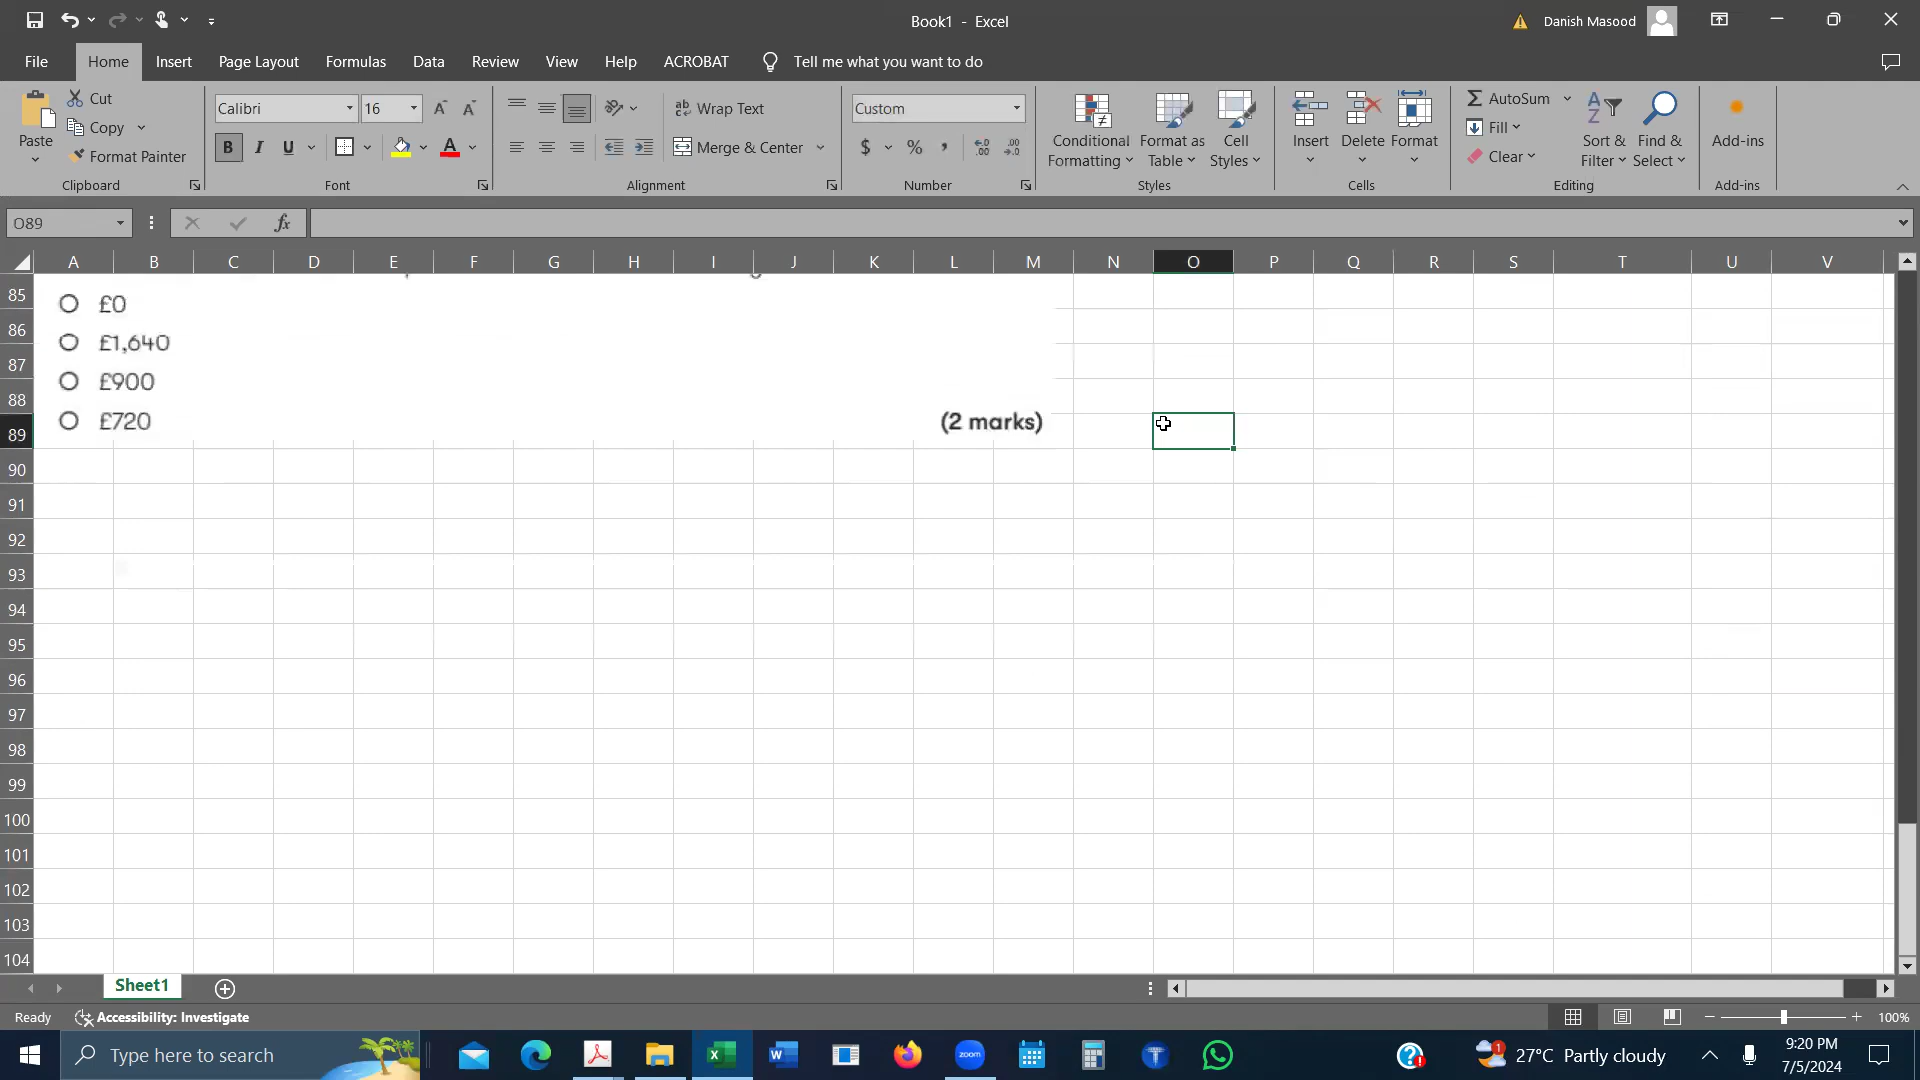 Book1 - Excel
Danish Masood
File Home Insert Page Layout Formulas Data Review View Help ACROBAT Tell me what you want to do
Paste
Cut
Copy
Format Painter
Clipboard
Calibri 16
B I U A
Font
Wrap Text
Merge & Center
Alignment
Custom
$ % ,
Number
Conditional Formatting
Format as Table
Cell Styles
Styles
Insert Delete Format
Cells
AutoSum
Fill
Clear
Sort & Filter
Find & Select
Editing
Add-ins
Add-ins
O89
fx
A B C D E F G H I J K L M N O P Q R S T U V
85 £0
86 £1,640
87 £900
88
89 £720 (2 marks)
90
91
92
93
94
95
96
97
98
99
100
101
102
103
104
Sheet1
Ready Accessibility: Investigate 100%
Type here to search
zoom
27°C Partly cloudy
9:20 PM
7/5/2024